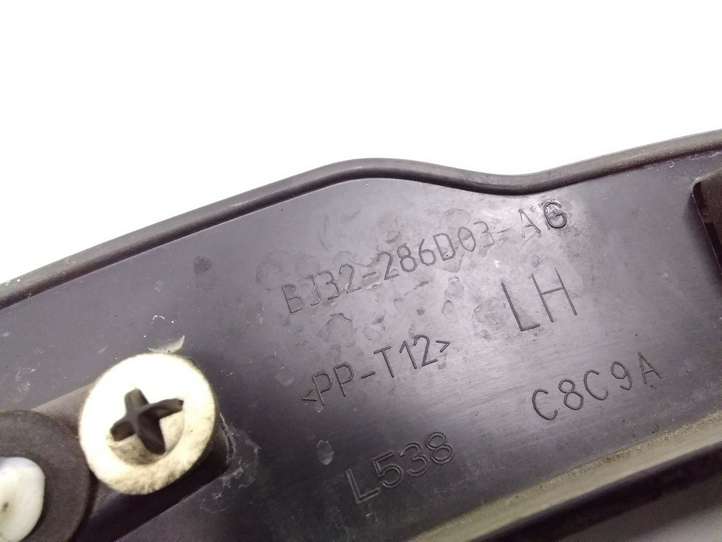 BJ32-286D03-AG
LH
<PP-T12>
C8C9A
L538